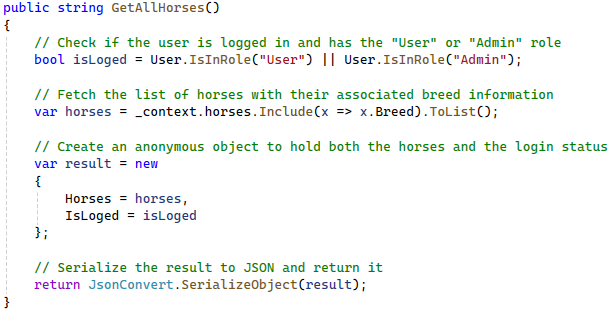 public string GetAllHorses()
{
    // Check if the user is logged in and has the "User" or "Admin" role
    bool isLoged = User.IsInRole("User") || User.IsInRole("Admin");

    // Fetch the list of horses with their associated breed information
    var horses = _context.horses.Include(x => x.Breed).ToList();

    // Create an anonymous object to hold both the horses and the login status
    var result = new
    {
        Horses = horses,
        IsLoged = isLoged
    };

    // Serialize the result to JSON and return it
    return JsonConvert.SerializeObject(result);
}